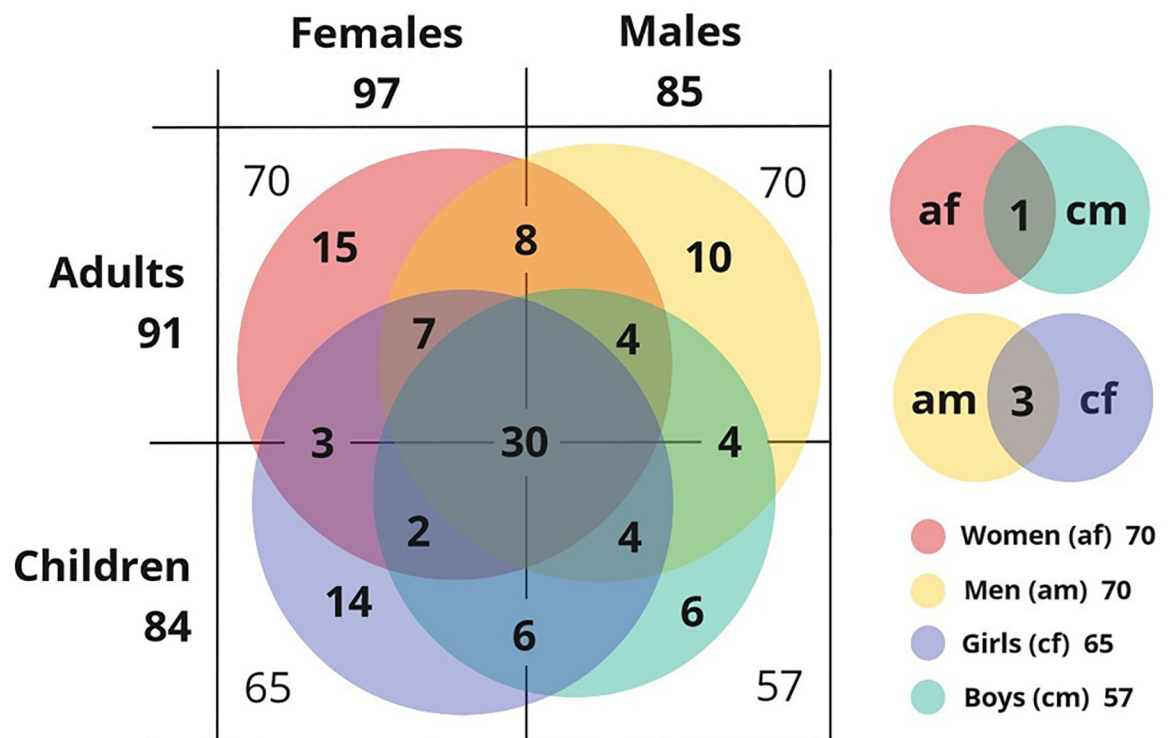 Females Males
97 85
70 70
15 8 10
Adults
91
7 4
3 30 4
2 4
Children
84
14 6 6
65 57
af 1 cm
am 3 cf
Women (af) 70
Men (am) 70
Girls (cf) 65
Boys (cm) 57